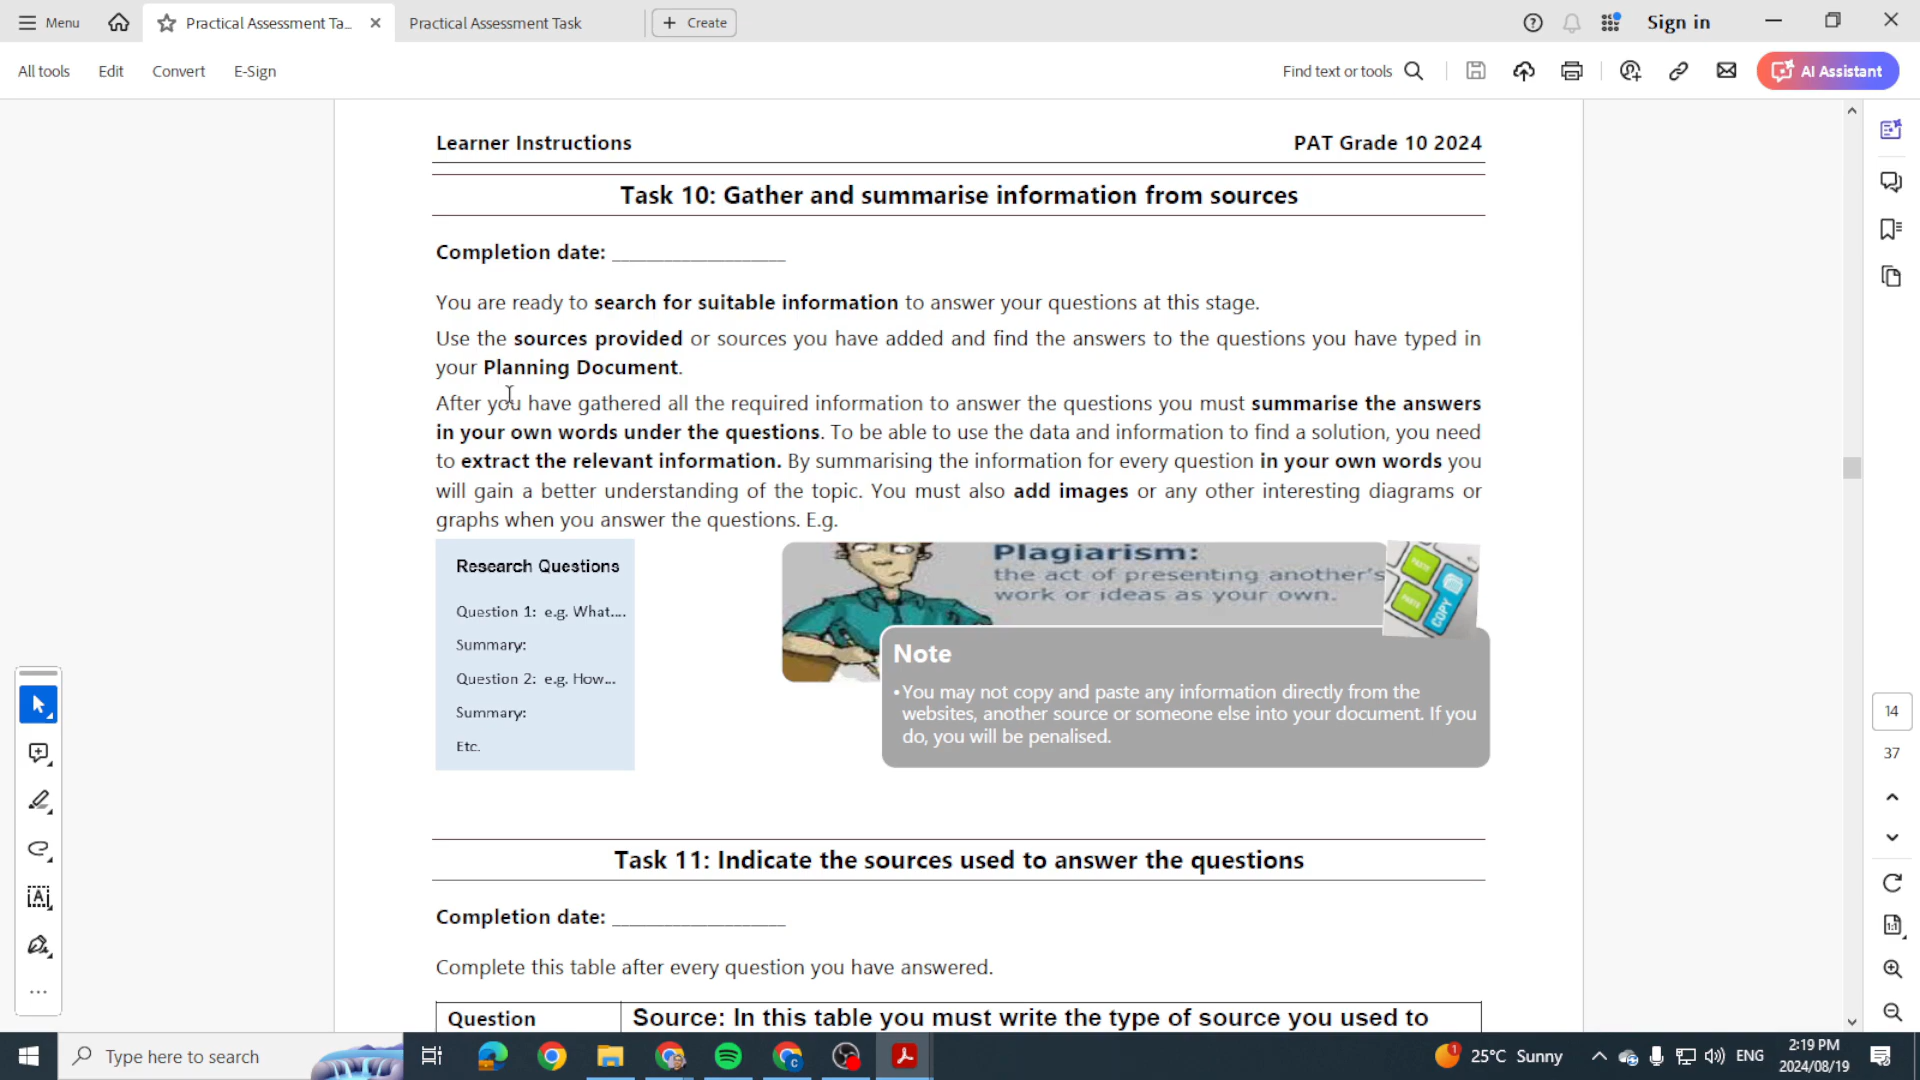 Menu
Practical Assessment Ta...
Practical Assessment Task
Create
Sign in
All tools
Edit
Convert
E-Sign
Find text or tools
AI Assistant
Learner Instructions
PAT Grade 10 2024
Task 10: Gather and summarise information from sources
Completion date: ___________________
You are ready to search for suitable information to answer your questions at this stage.
Use the sources provided or sources you have added and find the answers to the questions you have typed in
your Planning Document.
After you have gathered all the required information to answer the questions you must summarise the answers
in your own words under the questions. To be able to use the data and information to find a solution, you need
to extract the relevant information. By summarising the information for every question in your own words you
will gain a better understanding of the topic. You must also add images or any other interesting diagrams or
graphs when you answer the questions. E.g.
Research Questions
Question 1: e.g. What....
Summary:
Question 2: e.g. How...
Summary:
Etc.
Plagiarism:
the act of presenting another's
work or ideas as your own.
PASTE
PASTE
COPY
Note
•You may not copy and paste any information directly from the
websites, another source or someone else into your document. If you
do, you will be penalised.
Task 11: Indicate the sources used to answer the questions
Completion date: ___________________
Complete this table after every question you have answered.
Question
Source: In this table you must write the type of source you used to
14
37
Type here to search
1
25°C Sunny
ENG
2:19 PM
2024/08/19